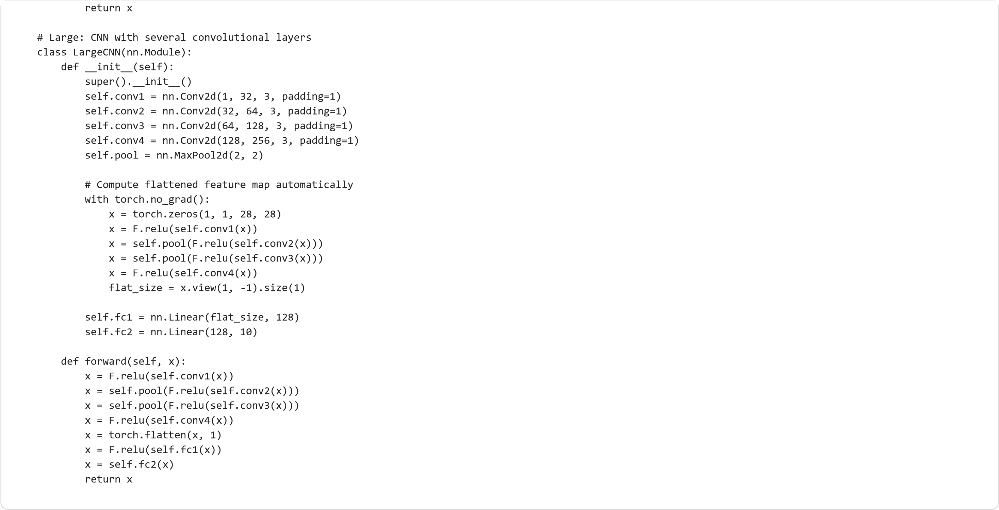 return x

# Large: CNN with several convolutional layers
class LargeCNN(nn.Module):
    def __init__(self):
        super().__init__()
        self.conv1 = nn.Conv2d(1, 32, 3, padding=1)
        self.conv2 = nn.Conv2d(32, 64, 3, padding=1)
        self.conv3 = nn.Conv2d(64, 128, 3, padding=1)
        self.conv4 = nn.Conv2d(128, 256, 3, padding=1)
        self.pool = nn.MaxPool2d(2, 2)

        # Compute flattened feature map automatically
        with torch.no_grad():
            x = torch.zeros(1, 1, 28, 28)
            x = F.relu(self.conv1(x))
            x = self.pool(F.relu(self.conv2(x)))
            x = self.pool(F.relu(self.conv3(x)))
            x = F.relu(self.conv4(x))
            flat_size = x.view(1, -1).size(1)

        self.fc1 = nn.Linear(flat_size, 128)
        self.fc2 = nn.Linear(128, 10)

    def forward(self, x):
        x = F.relu(self.conv1(x))
        x = self.pool(F.relu(self.conv2(x)))
        x = self.pool(F.relu(self.conv3(x)))
        x = F.relu(self.conv4(x))
        x = torch.flatten(x, 1)
        x = F.relu(self.fc1(x))
        x = self.fc2(x)
        return x